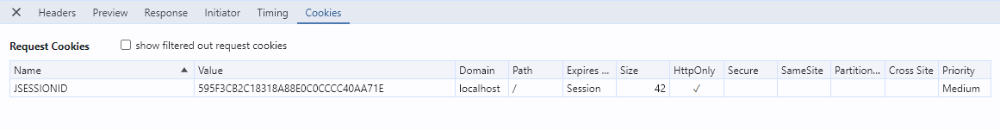 Headers Preview Response Initiator Timing Cookies
Request Cookies show filtered out request cookies
Name Value Domain Path Expires ... Size HttpOnly Secure SameSite Partition... Cross Site Priority
JSESSIONID 595F3CB2C18318A88E0C0CCCC40AA71E localhost / Session 42 ✓ Medium